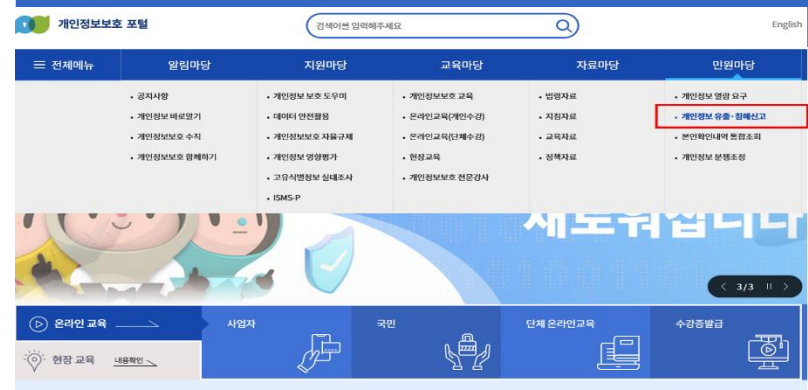 개인정보보호 포털
검색어를 입력해주세요
English
전체메뉴
알림마당
지원마당
교육마당
자료마당
민원마당
• 공지사항
• 개인정보 바로알기
• 개인정보보호 수칙
• 개인정보보호 함께하기
• 개인정보 보호 도우미
• 데이터 안전활용
• 개인정보보호 자율규제
• 개인정보 영향평가
• 고유식별정보 실태조사
• ISMS-P
• 개인정보보호 교육
• 온라인교육(개인수강)
• 온라인교육(단체수강)
• 현장교육
• 개인정보보호 전문강사
• 법령자료
• 지침자료
• 교육자료
• 정책자료
• 개인정보 열람 요구
• 개인정보 유출·침해신고
• 본인확인내역 통합조회
• 개인정보 분쟁조정
새로워집니다
3/3
온라인 교육
사업자
국민
단체 온라인교육
수강증발급
현장 교육
내용확인